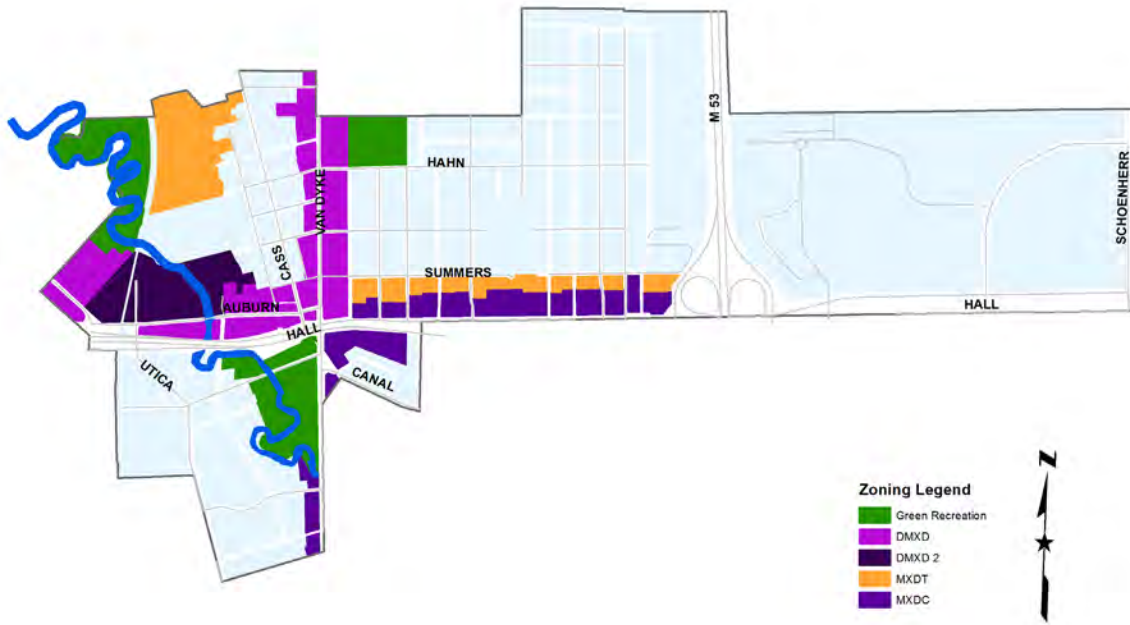 M 53
HAHN
SCHOENHERR
VAN DYKE
CASS
SUMMERS
AUBURN
HALL
HALL
UTICA
CANAL
Zoning Legend
Green Recreation
DMXD
DMXD 2
MXDT
MXDC
N